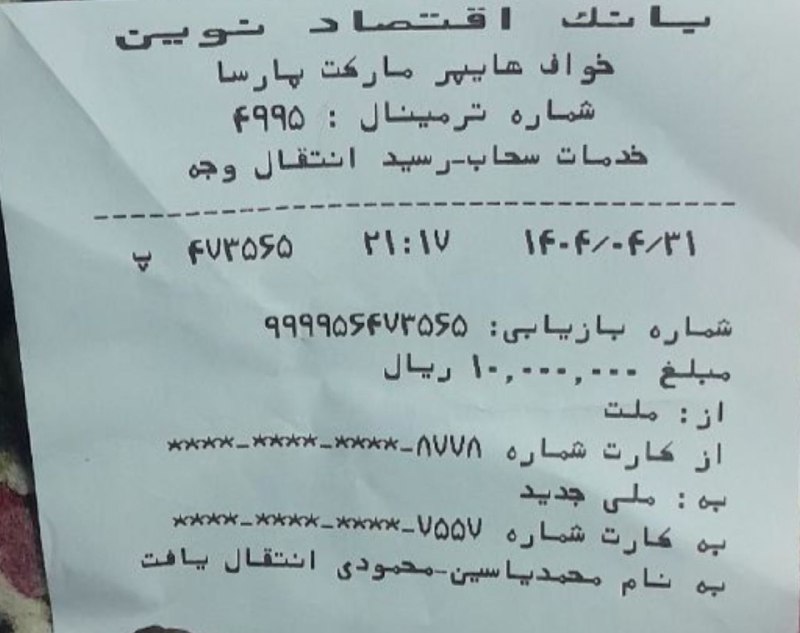 بانک اقتصاد نوین
خواف هایپر مارکت پارسا
شماره ترمینال : ۴۹۹۵
خدمات سحاب-رسید انتقال وجه
۱۴۰۴/۰۴/۳۱ ۲۱:۱۷ ۴۷۳۵۶۵ پ
شماره بازیابی: ۹۹۹۹۵۶۴۷۳۵۶۵
مبلغ ۱۰,۰۰۰,۰۰۰ ریال
از: ملت
از کارت شماره ۸۷۷۸-****-****-****
به : ملی جدید
به کارت شماره ۷۵۵۷-****-****-****
به نام محمدیاسین-محمودی انتقال یافت